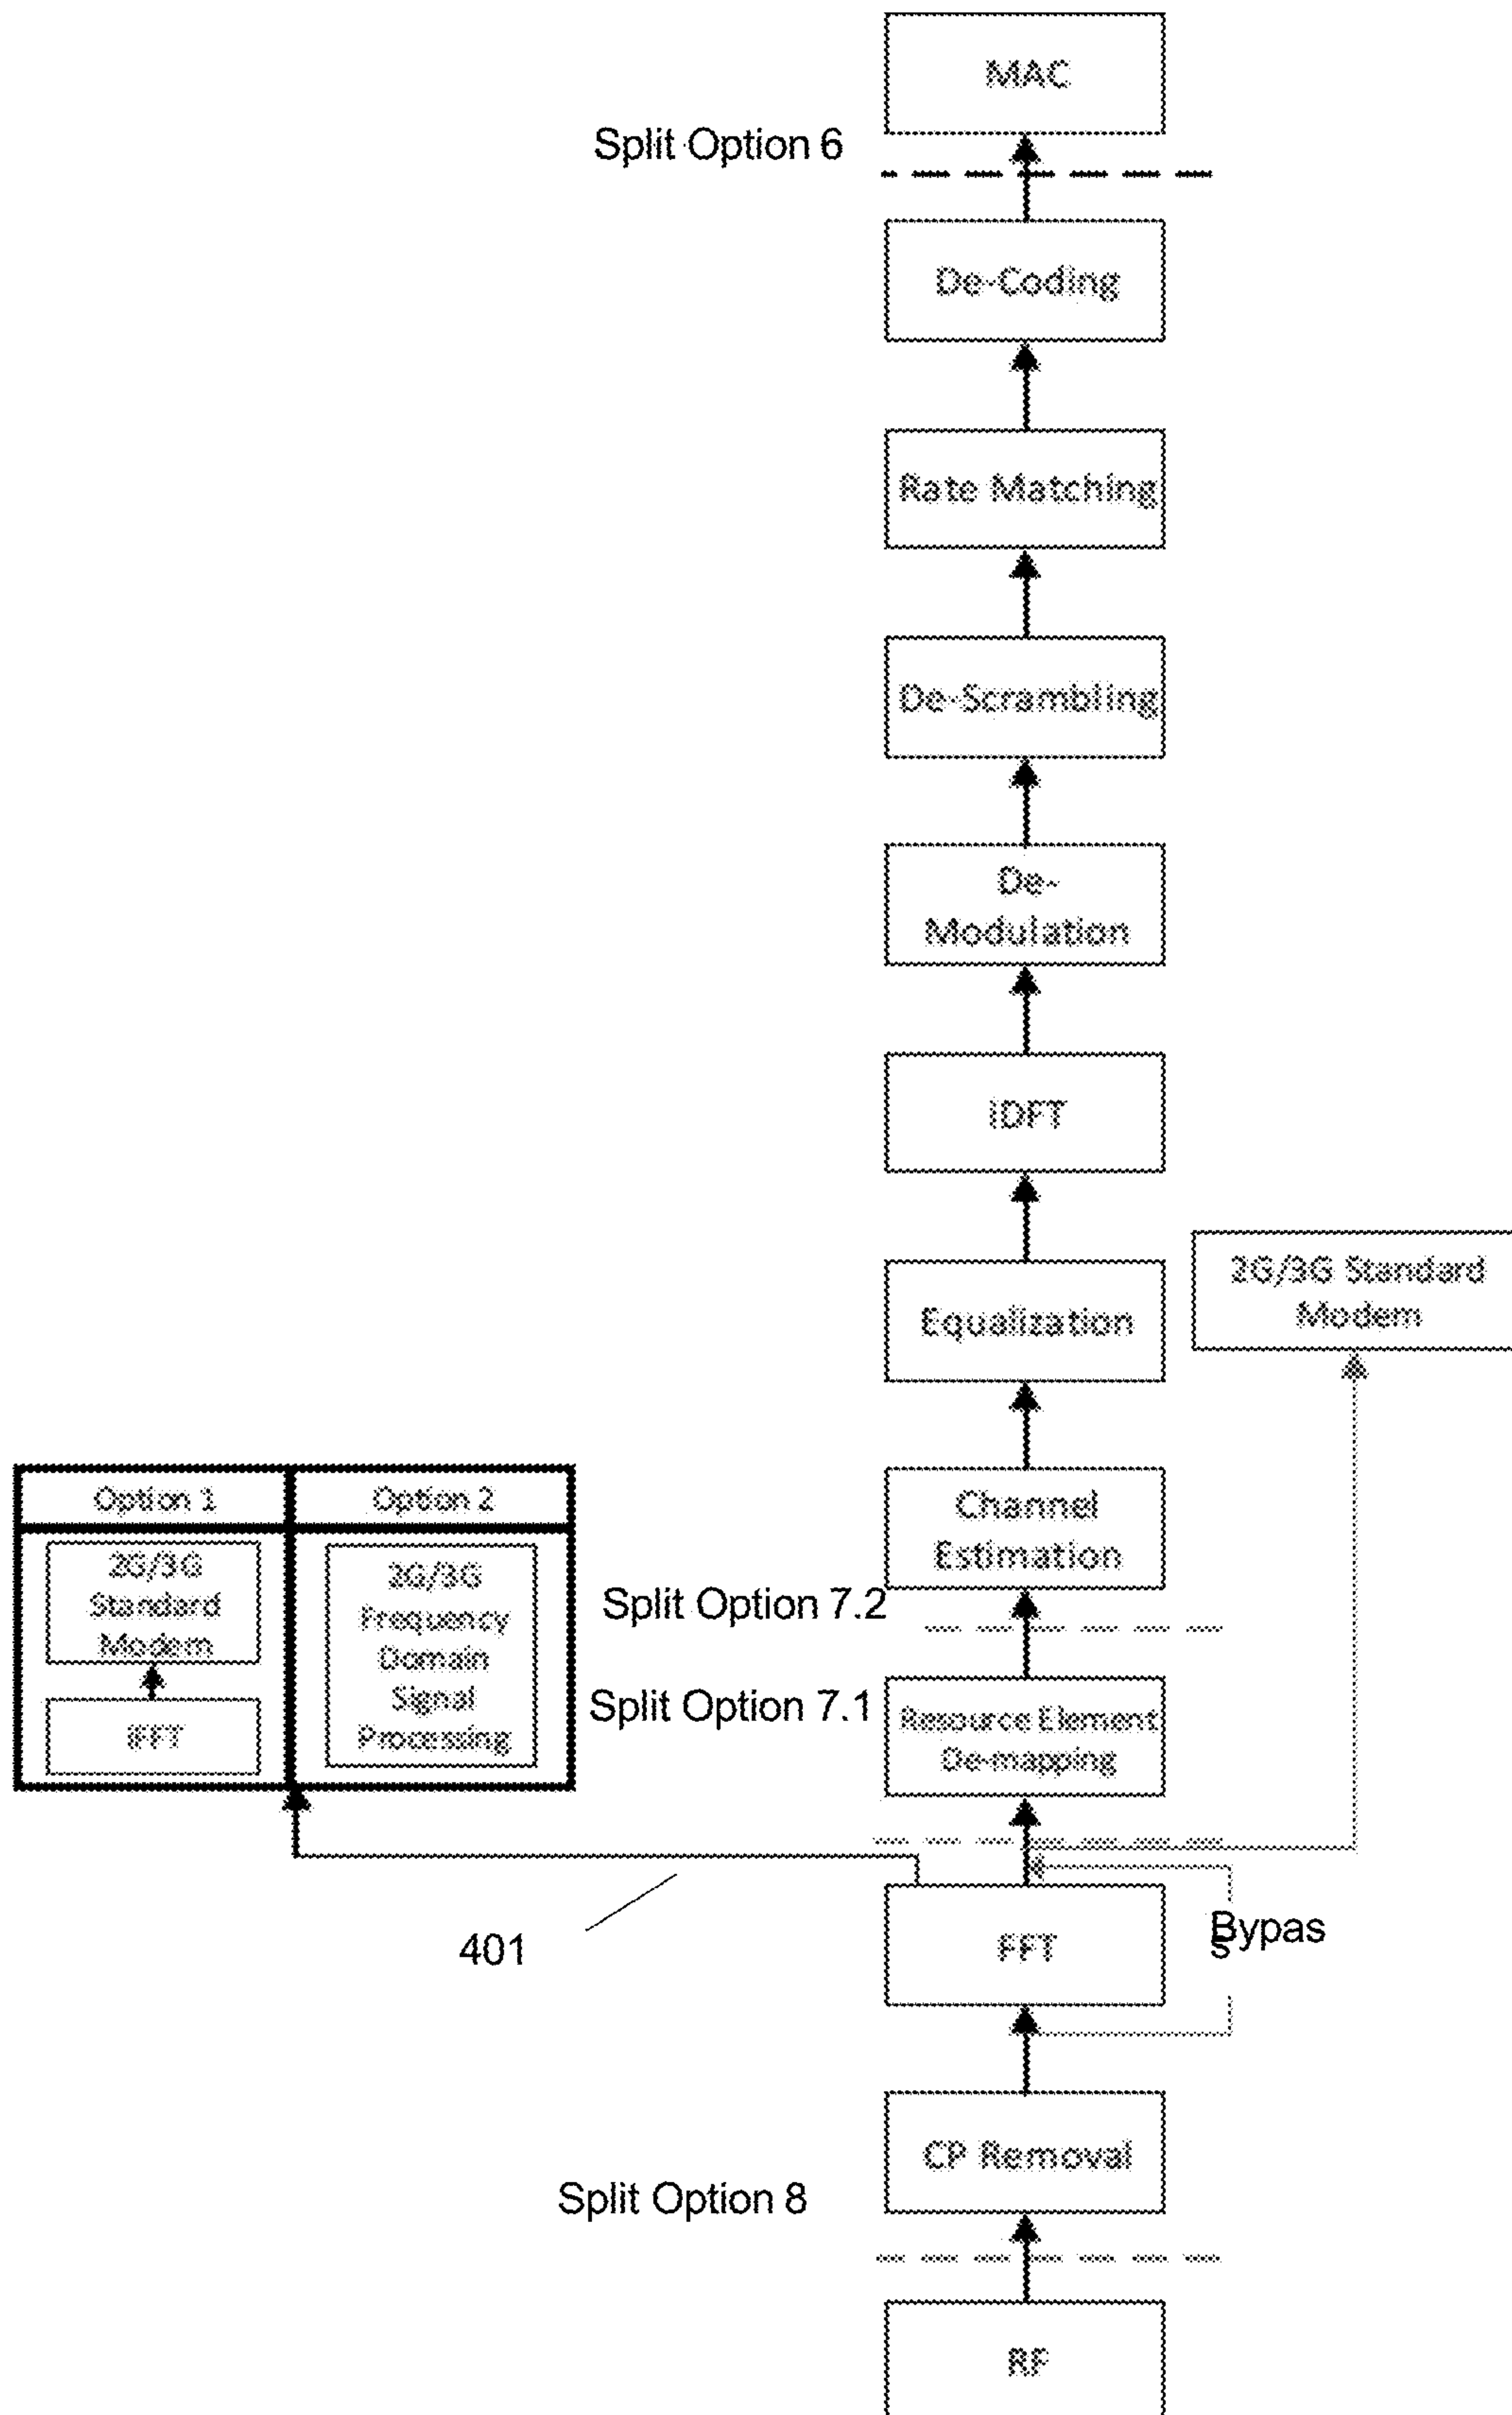 MAC
Split Option 6
De-Coding
Rate Matching
De-Scrambling
De-
Modulation
IDFT
2G/3G Standard
Modem
Equalization
Option 1
Option 2
Channel
Estimation
2G/3G
Standard
Modem
IFFT
2G/3G
Frequency
Domain
Signal
Processing
Split Option 7.2
Split Option 7.1
Resource Element
De-mapping
401
FFT
Bypas
s
CP Removal
Split Option 8
RF